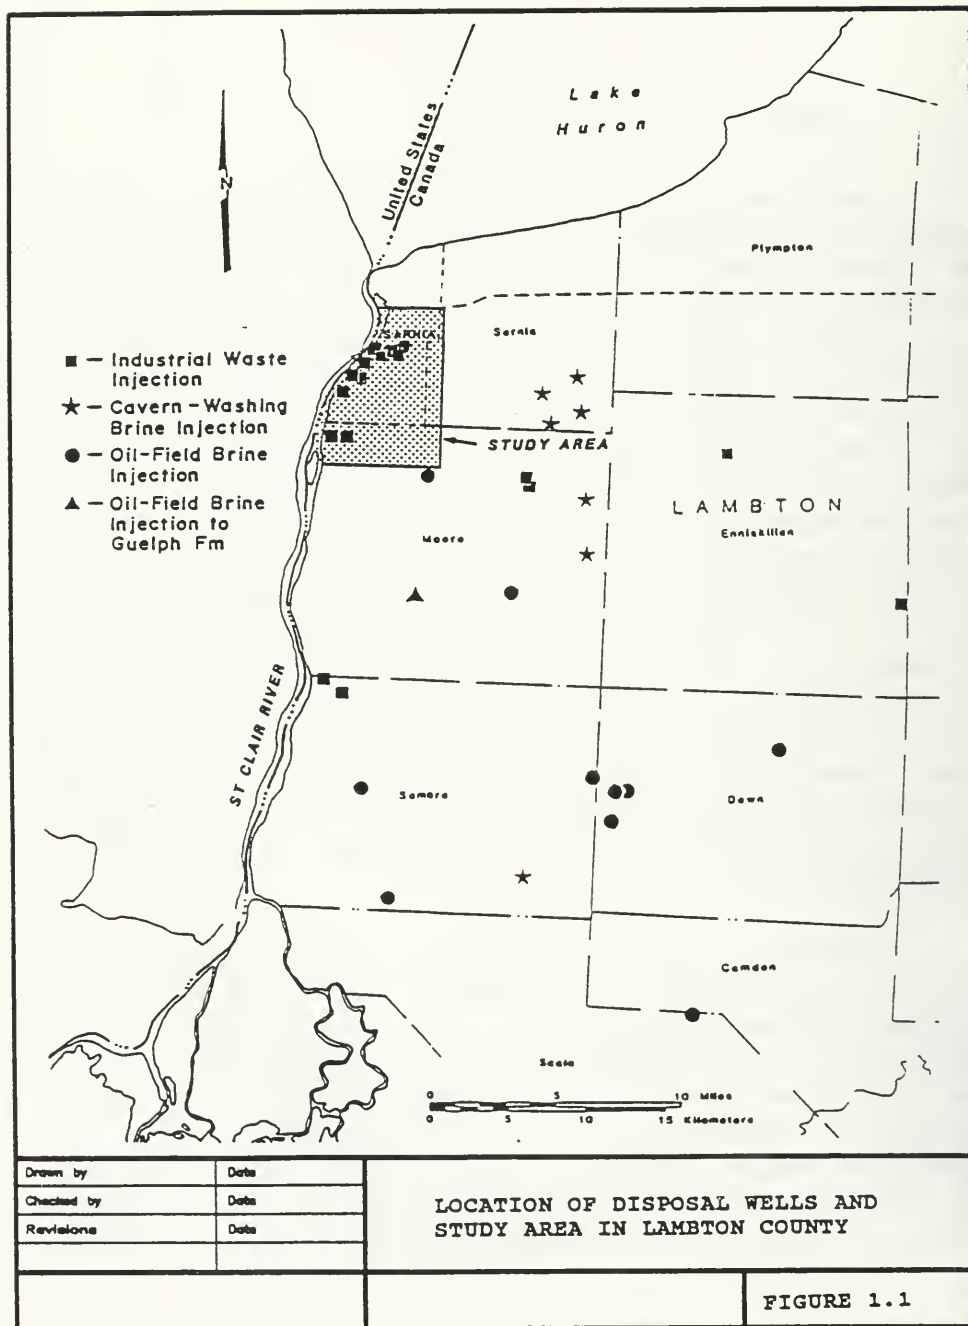 Lake
Huron
United States
Canada
N
Plympton
SARNIA
Sarnia
■ – Industrial Waste
Injection
★ – Cavern-Washing
Brine Injection
● – Oil-Field Brine
Injection
▲ – Oil-Field Brine
Injection to
Guelph Fm
STUDY AREA
LAMBTON
Enniskillen
Moore
ST CLAIR RIVER
Sombra
Dawn
Camden
Scale
0 5 10 Miles
0 5 10 15 Kilometers
Drawn by Date
Checked by Date
Revisions Date
LOCATION OF DISPOSAL WELLS AND
STUDY AREA IN LAMBTON COUNTY
FIGURE 1.1